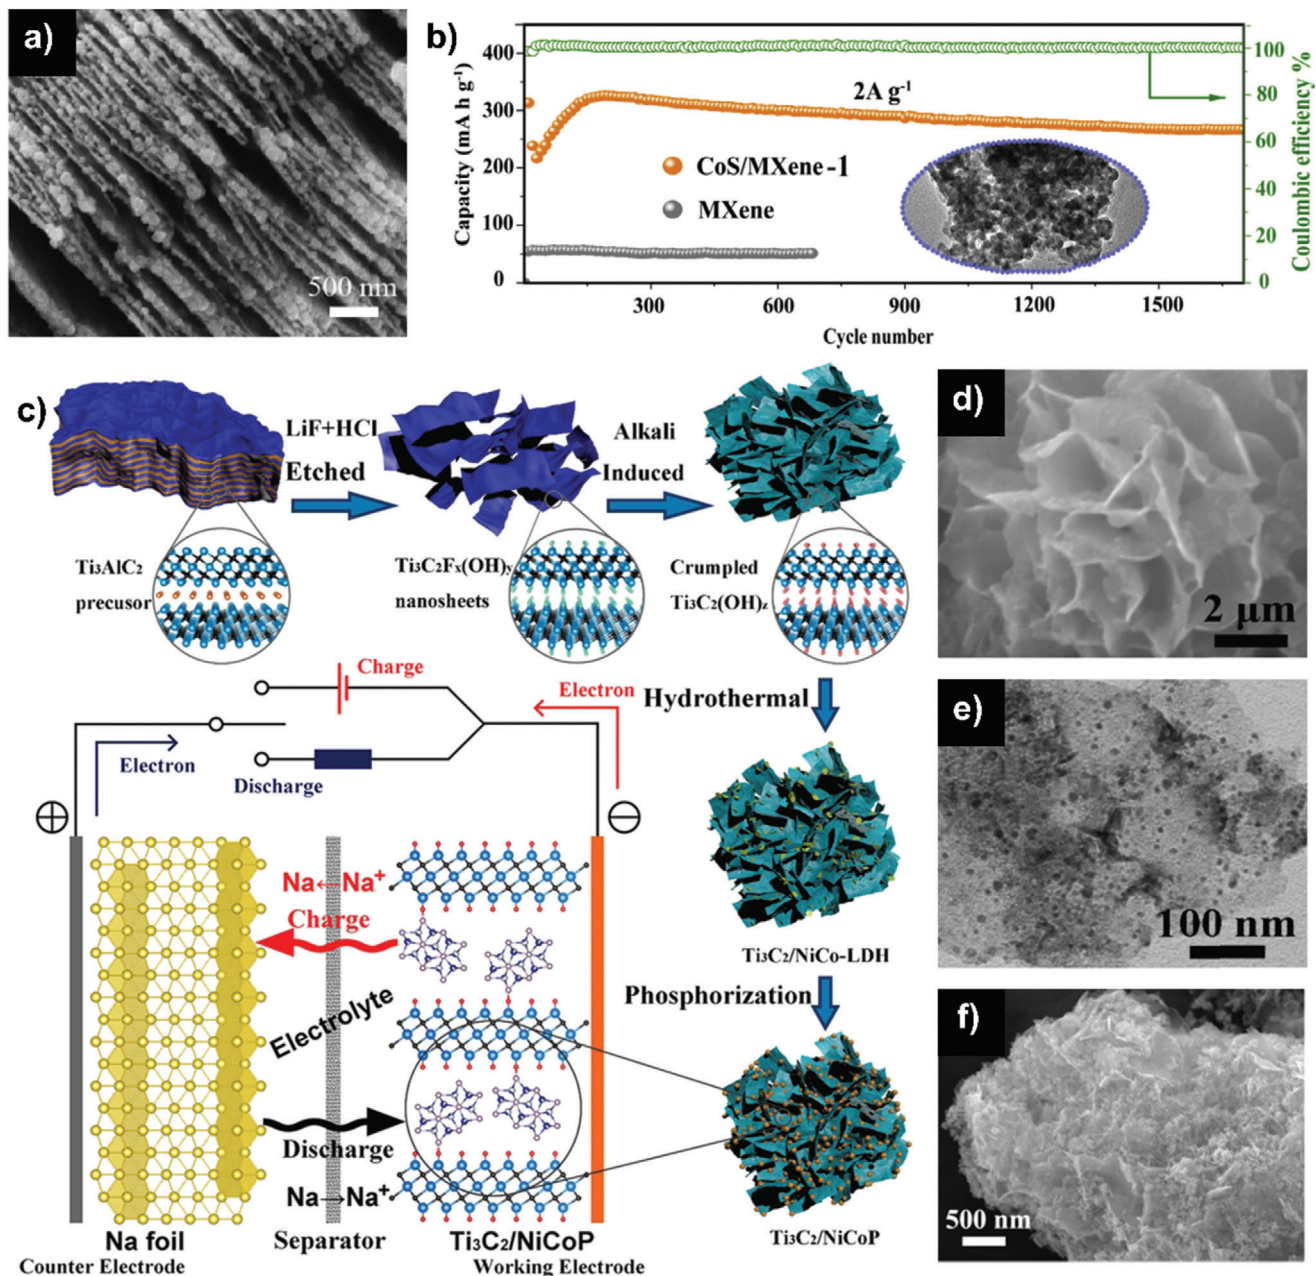 a)
500 nm
b)
400
300
200
100
0
Capacity (mA h g⁻¹)
2A g⁻¹
CoS/MXene-1
MXene
300
600
900
1200
1500
Cycle number
100
80
60
40
20
0
Coulombic efficiency %
c)
LiF+HCl
Etched
Alkali
Induced
Ti₃AlC₂
precusor
Ti₃C₂Fₓ(OH)ᵧ
nanosheets
Crumpled
Ti₃C₂(OH)z
Charge
Electron
Electron
Discharge
Hydrothermal
Ti₃C₂/NiCo-LDH
Phosphorization
Ti₃C₂/NiCoP
⊕
⊖
Na←Na⁺
Charge
Electrolyte
Discharge
Na→Na⁺
Na foil
Separator
Ti₃C₂/NiCoP
Counter Electrode
Working Electrode
d)
2 μm
e)
100 nm
f)
500 nm